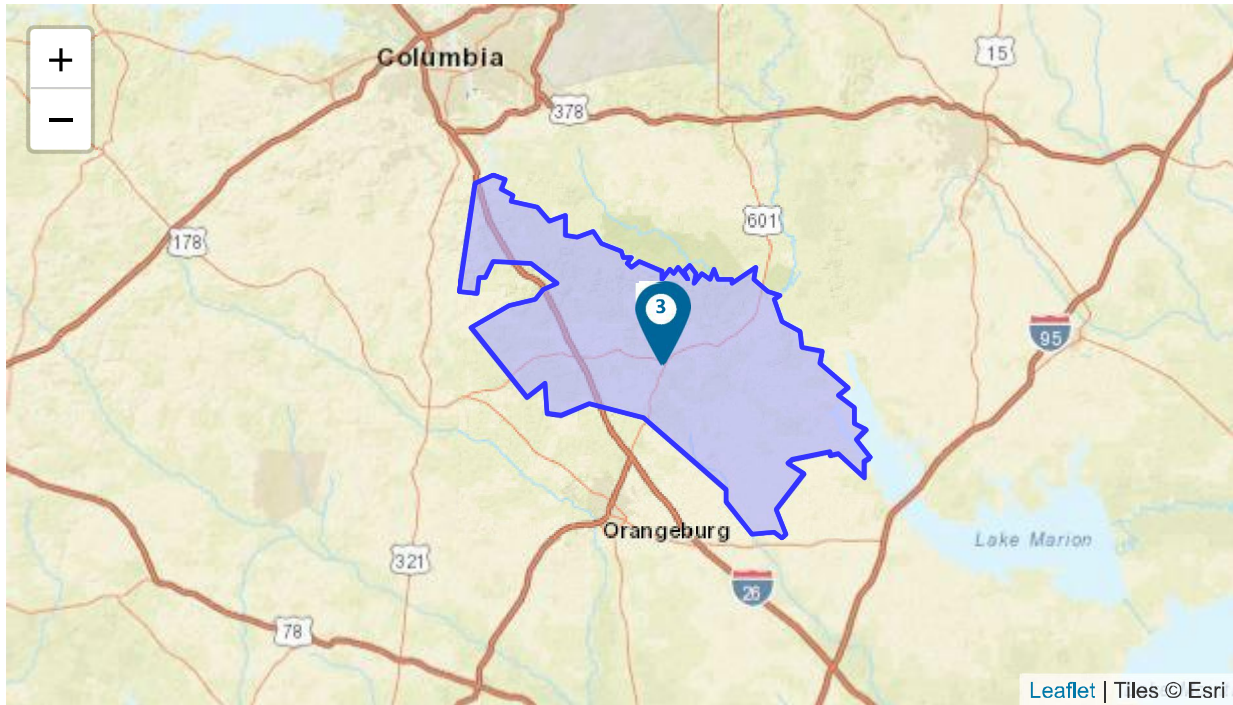 +
Columbia
15
−
378
601
178
3
95
Orangeburg
Lake Marion
321
26
78
Leaflet | Tiles © Esri